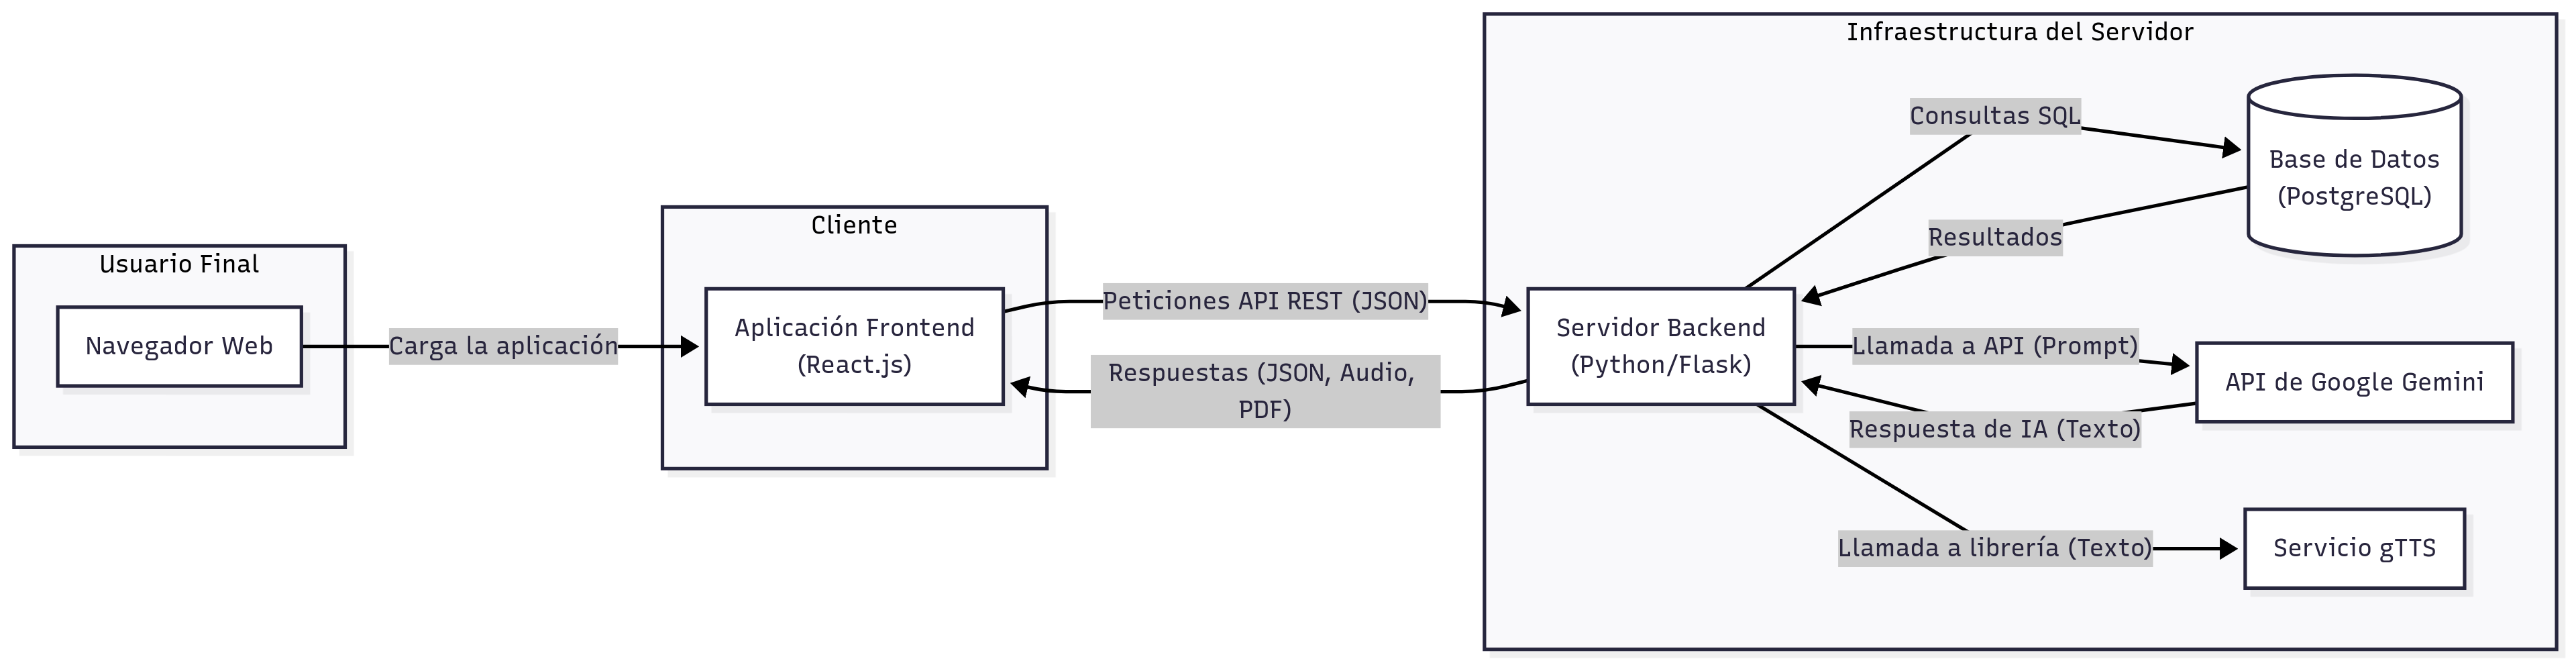 Usuario Final
Navegador Web
Carga la aplicación
Cliente
Aplicación Frontend
(React.js)
Peticiones API REST (JSON)
Respuestas (JSON, Audio,
PDF)
Infraestructura del Servidor
Servidor Backend
(Python/Flask)
Consultas SQL
Resultados
Base de Datos
(PostgreSQL)
Llamada a API (Prompt)
Respuesta de IA (Texto)
API de Google Gemini
Llamada a librería (Texto)
Servicio gTTS